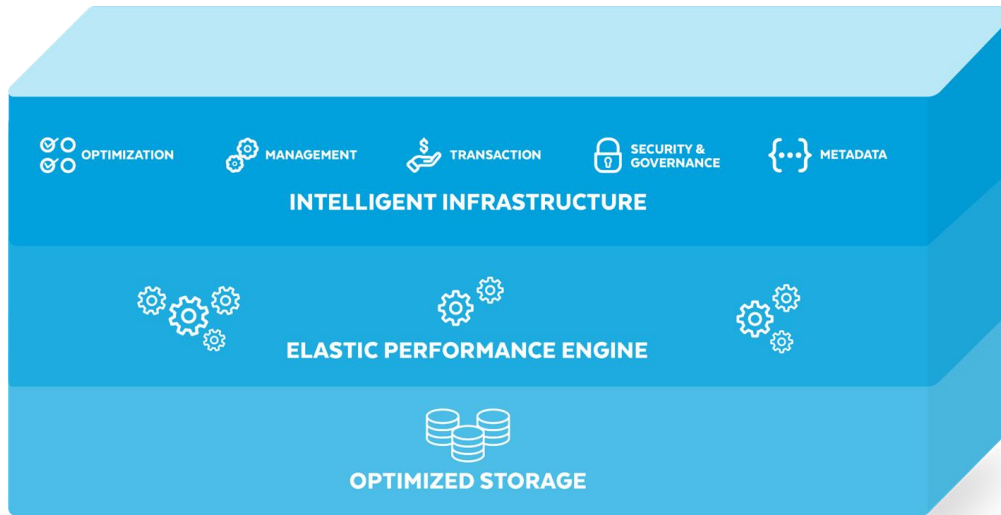 OPTIMIZATION
MANAGEMENT
$
TRANSACTION
SECURITY &
GOVERNANCE
{...}
METADATA
INTELLIGENT INFRASTRUCTURE
ELASTIC PERFORMANCE ENGINE
OPTIMIZED STORAGE